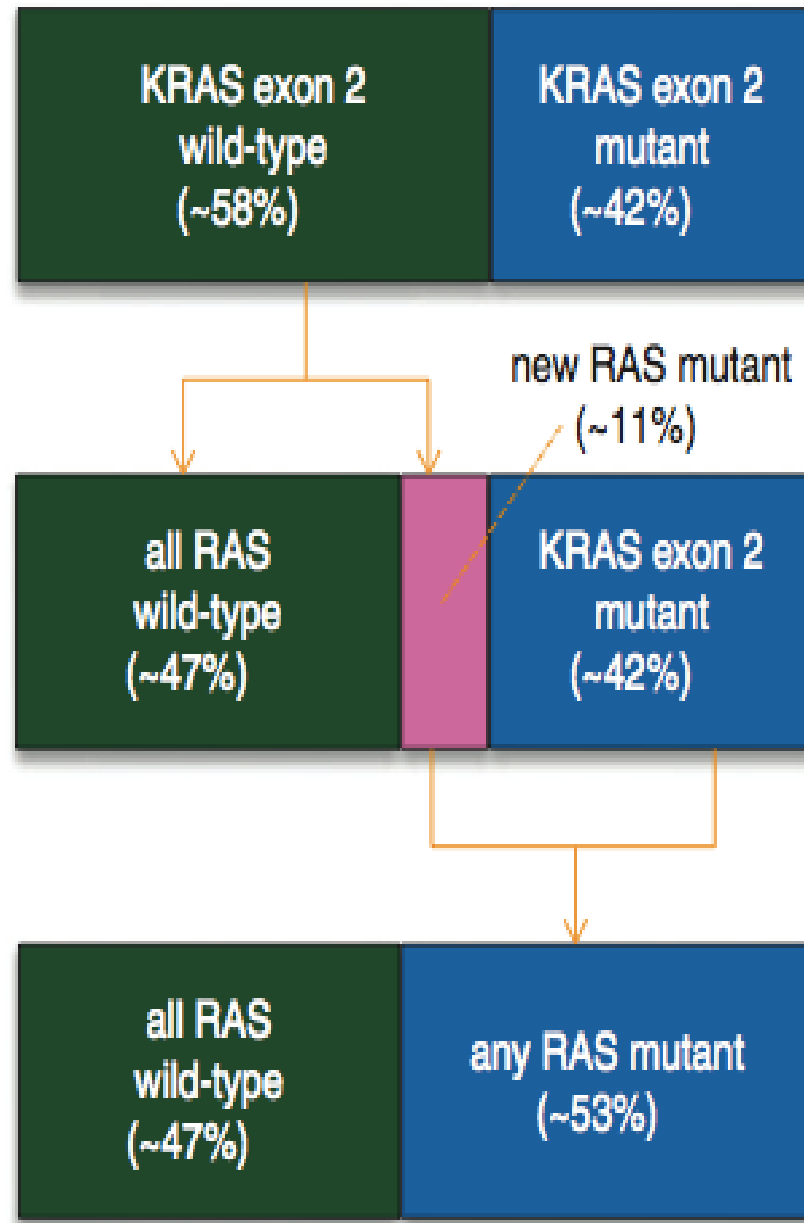 KRAS exon 2
wild-type
(~58%)
KRAS exon 2
mutant
(~42%)
new RAS mutant
(~11%)
all RAS
wild-type
(~47%)
KRAS exon 2
mutant
(~42%)
all RAS
wild-type
(~47%)
any RAS mutant
(~53%)